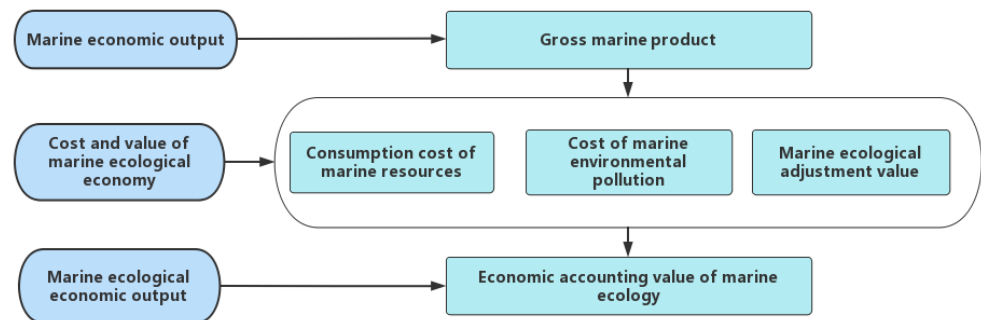 Marine economic output
Gross marine product
Cost and value of
marine ecological
economy
Consumption cost of
marine resources
Cost of marine
environmental
pollution
Marine ecological
adjustment value
Marine ecological
economic output
Economic accounting value of marine
ecology